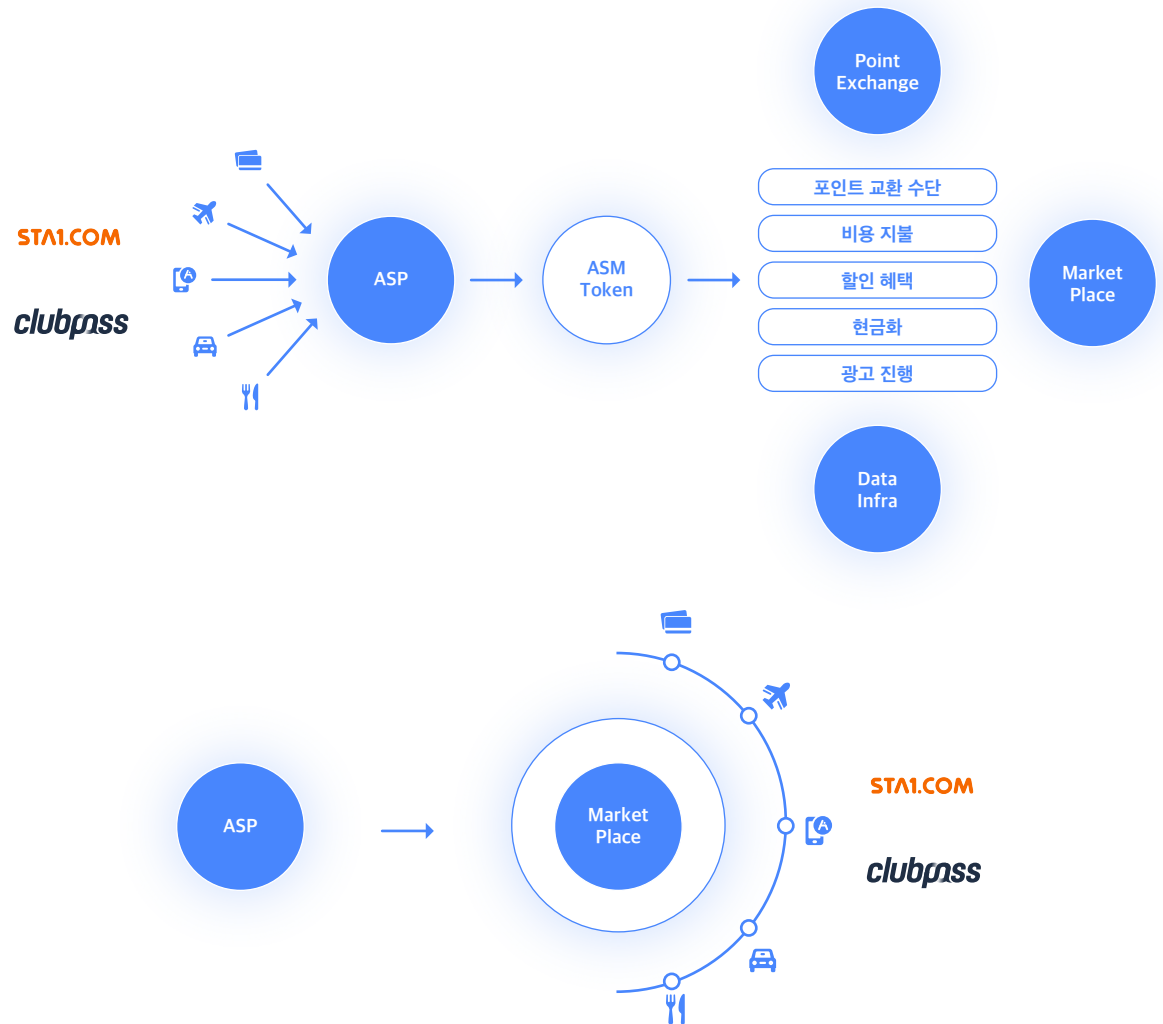 Point
Exchange
STA1.COM
clubpass
ASP
ASM
Token
포인트 교환 수단
비용 지불
할인 혜택
현금화
광고 진행
Market
Place
Data
Infra
ASP
Market
Place
STA1.COM
clubpass